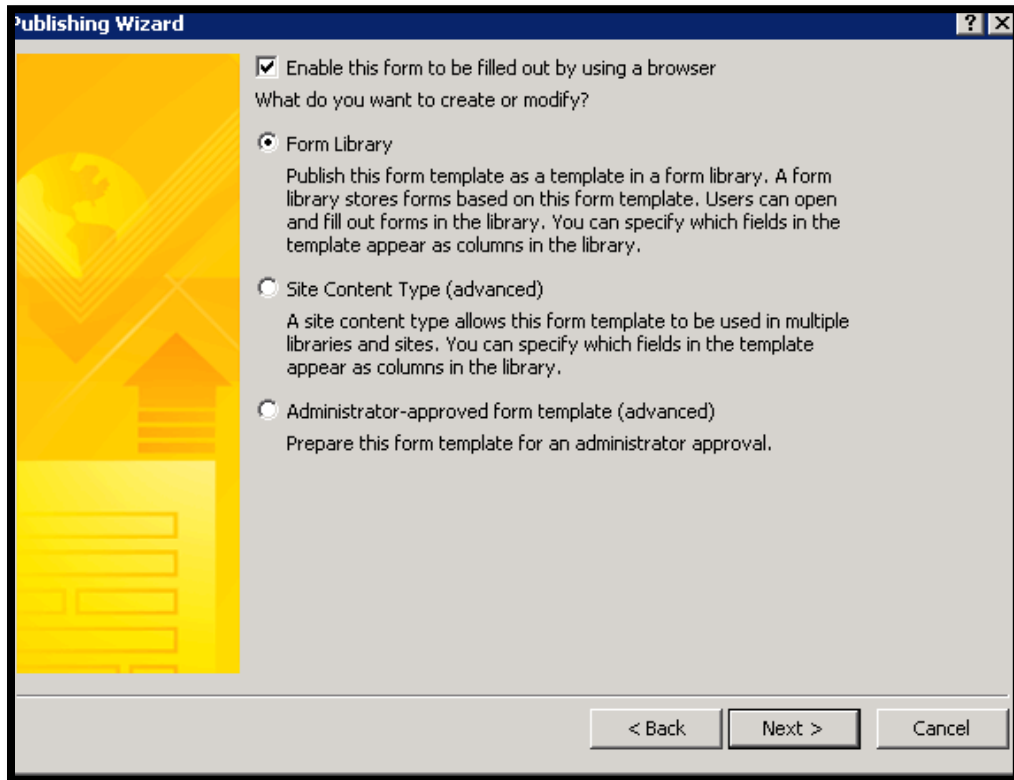 Publishing Wizard
Enable this form to be filled out by using a browser
What do you want to create or modify?
Form Library
Publish this form template as a template in a form library. A form
library stores forms based on this form template. Users can open
and fill out forms in the library. You can specify which fields in the
template appear as columns in the library.
Site Content Type (advanced)
A site content type allows this form template to be used in multiple
libraries and sites. You can specify which fields in the template
appear as columns in the library.
Administrator-approved form template (advanced)
Prepare this form template for an administrator approval.
< Back
Next >
Cancel